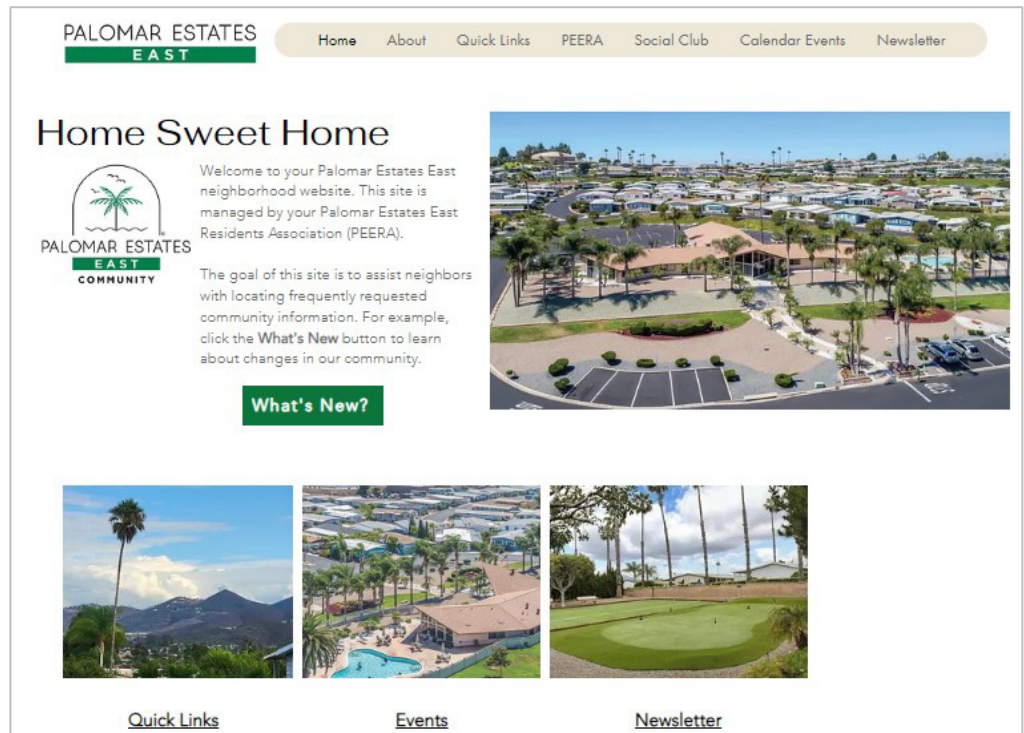 PALOMAR ESTATES
EAST
Home About Quick Links PEERA Social Club Calendar Events Newsletter
Home Sweet Home
PALOMAR ESTATES
EAST
COMMUNITY
Welcome to your Palomar Estates East
neighborhood website. This site is
managed by your Palomar Estates East
Residents Association (PEERA).
The goal of this site is to assist neighbors
with locating frequently requested
community information. For example,
click the What's New button to learn
about changes in our community.
What's New?
Quick Links
Events
Newsletter